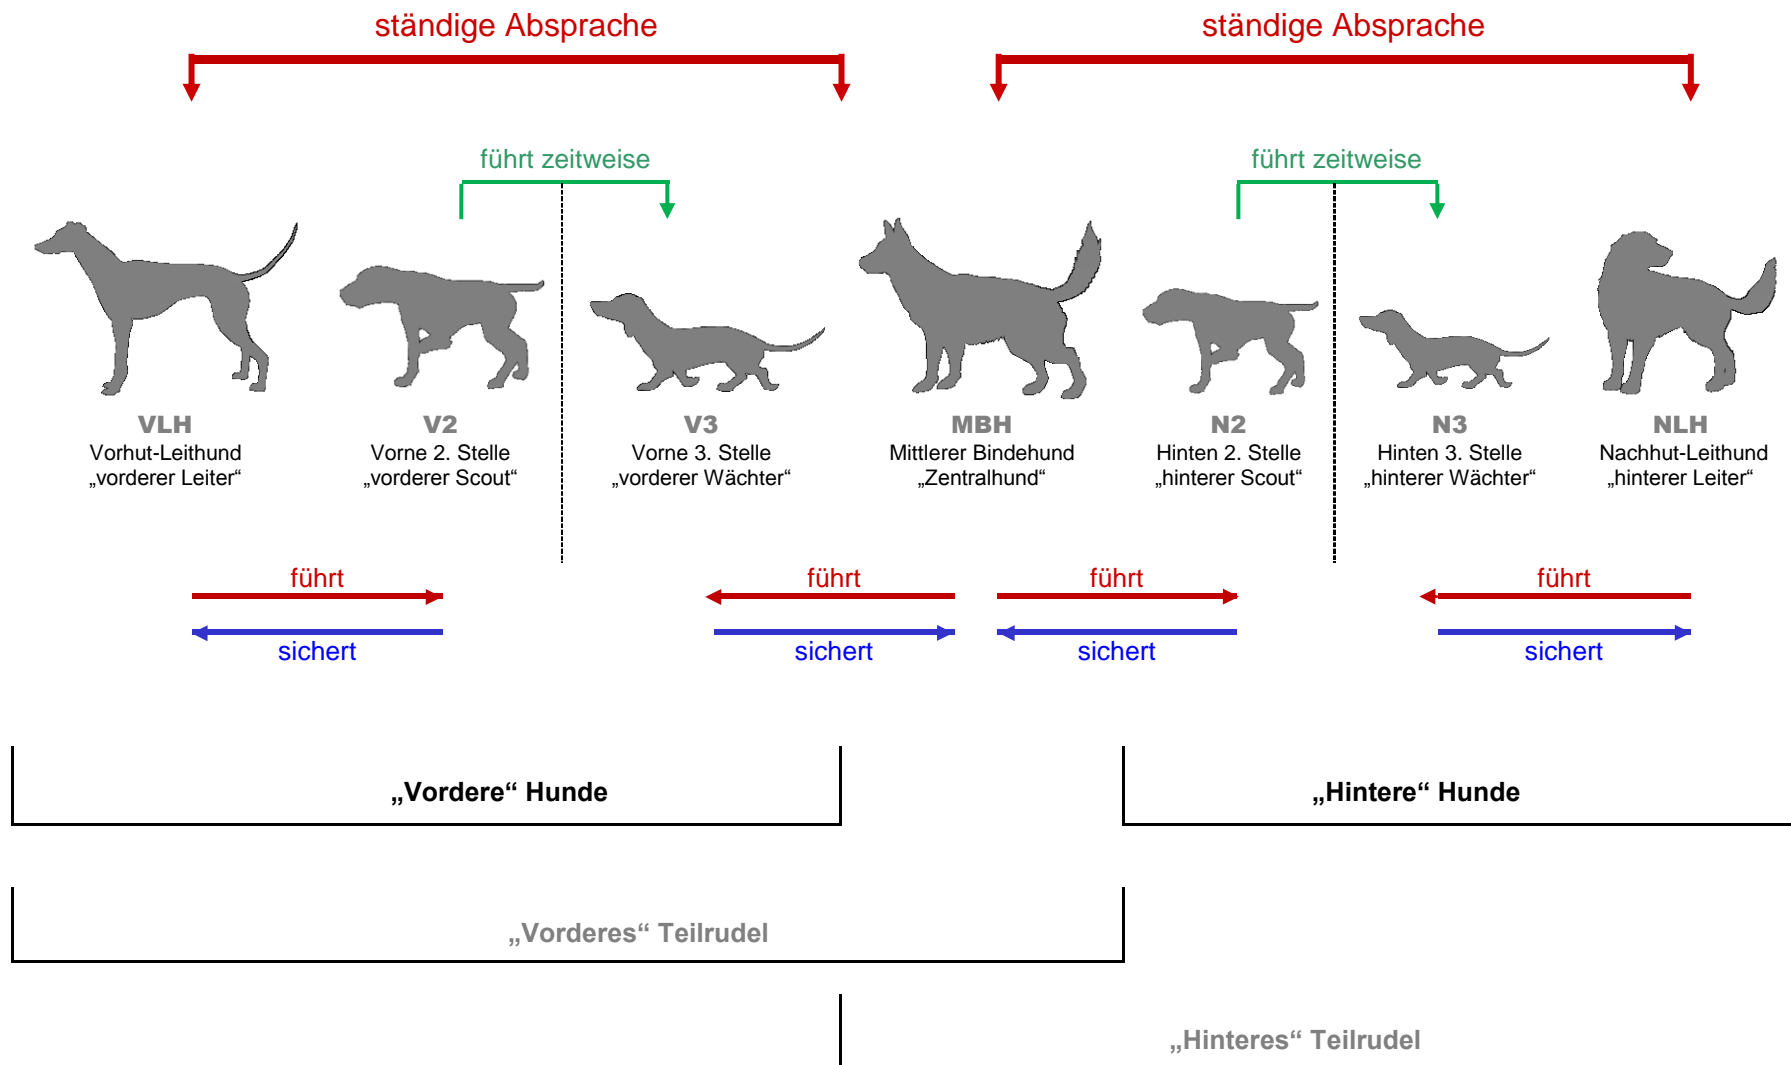 ständige Absprache
ständige Absprache
führt zeitweise
führt zeitweise
VLH
Vorhut-Leithund
„vorderer Leiter“
V2
Vorne 2. Stelle
„vorderer Scout“
V3
Vorne 3. Stelle
„vorderer Wächter“
MBH
Mittlerer Bindehund
„Zentralhund“
N2
Hinten 2. Stelle
„hinterer Scout“
N3
Hinten 3. Stelle
„hinterer Wächter“
NLH
Nachhut-Leithund
„hinterer Leiter“
führt
führt
führt
führt
sichert
sichert
sichert
sichert
„Vordere“ Hunde
„Hintere“ Hunde
„Vorderes“ Teilrudel
„Hinteres“ Teilrudel